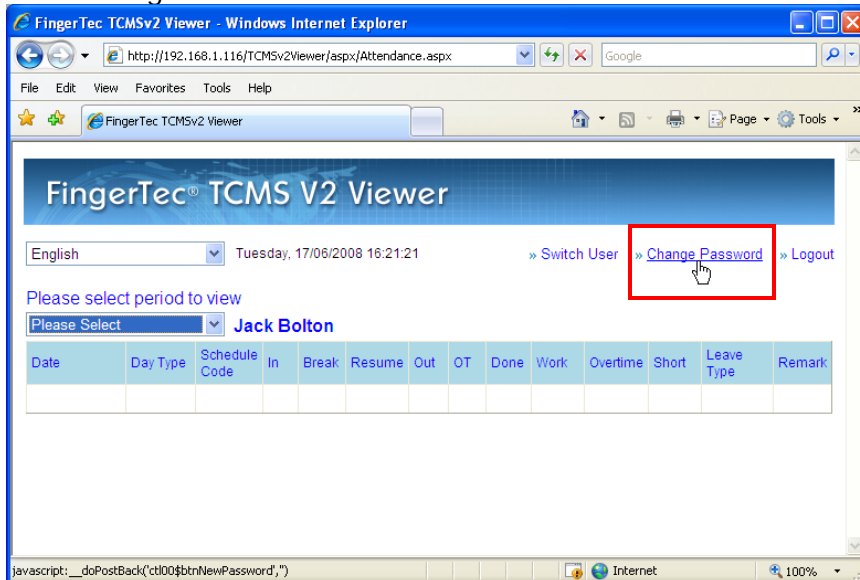 FingerTec TCMSv2 Viewer - Windows Internet Explorer
http://192.168.1.116/TCMSv2Viewer/aspx/Attendance.aspx
Google
File Edit View Favorites Tools Help
FingerTec TCMSv2 Viewer
Page
Tools
»
FingerTec® TCMS V2 Viewer
English
Tuesday, 17/06/2008 16:21:21
» Switch User » Change Password » Logout
Please select period to view
Please Select
Jack Bolton
Date Day Type Schedule Code In Break Resume Out OT Done Work Overtime Short Leave Type Remark
javascript:__doPostBack('ctl00$btnNewPassword','')
Internet
100%